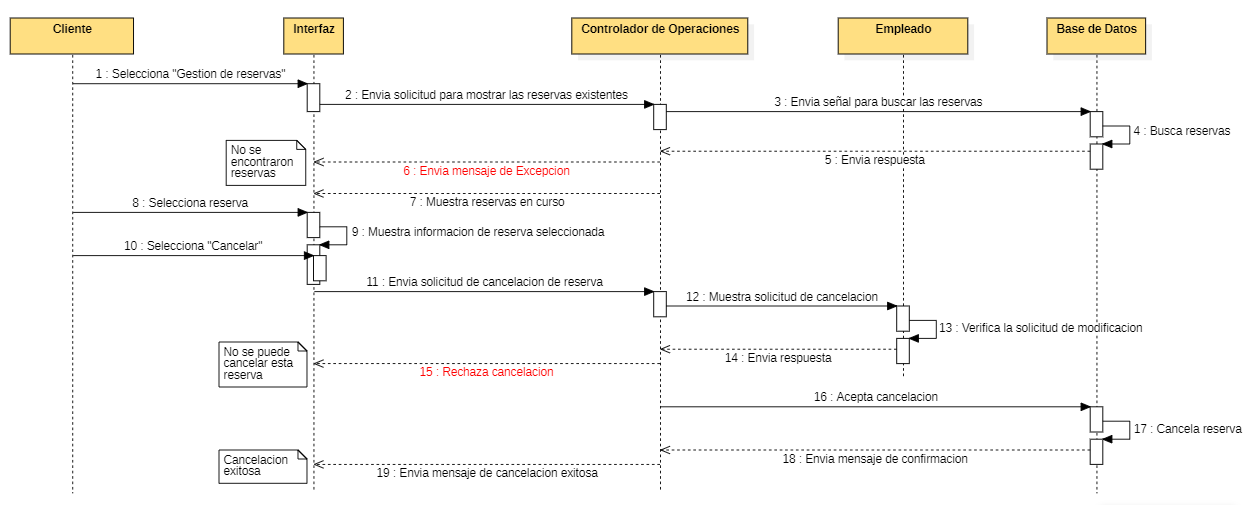 Cliente
Interfaz
Controlador de Operaciones
Empleado
Base de Datos
1 : Selecciona "Gestion de reservas"
2 : Envia solicitud para mostrar las reservas existentes
3 : Envia señal para buscar las reservas
4 : Busca reservas
5 : Envia respuesta
No se
encontraron
reservas
6 : Envia mensaje de Excepcion
7 : Muestra reservas en curso
8 : Selecciona reserva
9 : Muestra informacion de reserva seleccionada
10 : Selecciona "Cancelar"
11 : Envia solicitud de cancelacion de reserva
12 : Muestra solicitud de cancelacion
13 : Verifica la solicitud de modificacion
14 : Envia respuesta
No se puede
cancelar esta
reserva
15 : Rechaza cancelacion
16 : Acepta cancelacion
17 : Cancela reserva
18 : Envia mensaje de confirmacion
Cancelacion
exitosa
19 : Envia mensaje de cancelacion exitosa